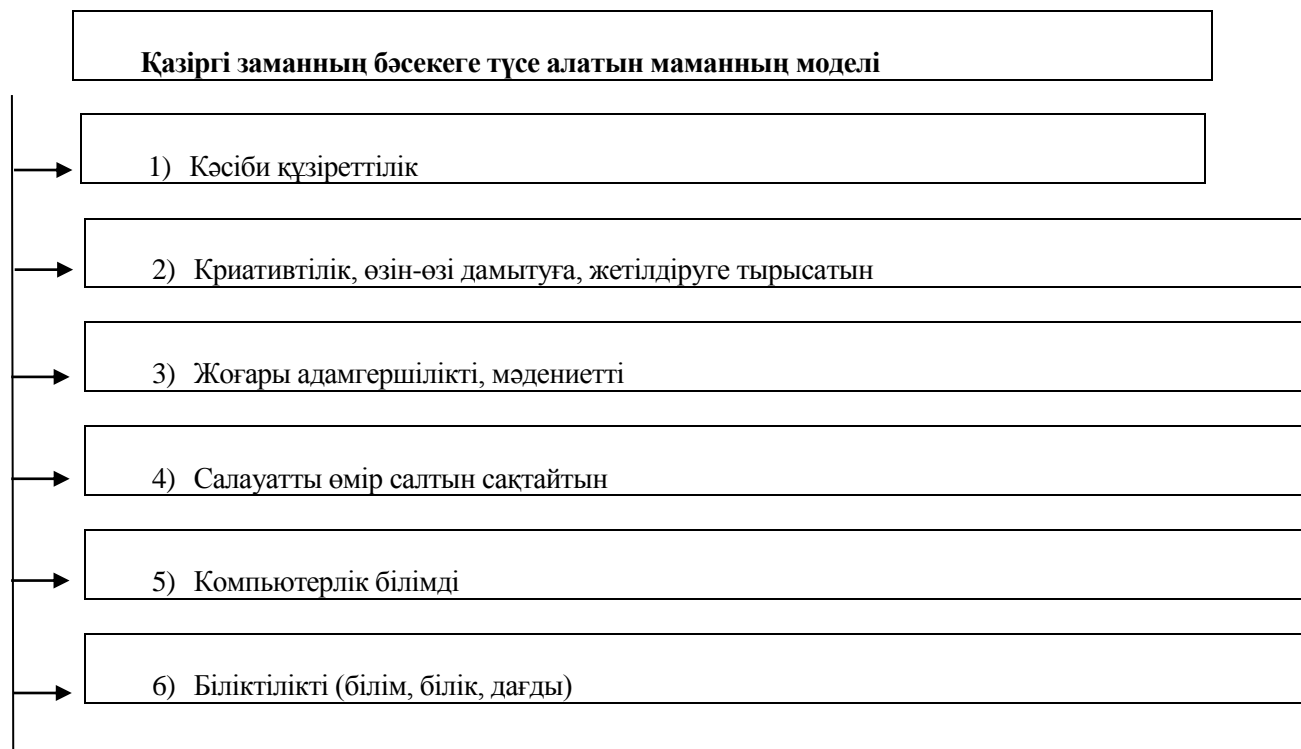 Қазіргі заманның бәсекеге түсе алатын маманның моделі
1) Кәсіби құзіреттілік
2) Криативтілік, өзін-өзі дамытуға, жетілдіруге тырысатын
3) Жоғары адамгершілікті, мәдениетті
4) Салауатты өмір салтын сақтайтын
5) Компьютерлік білімді
6) Біліктілікті (білім, білік, дағды)